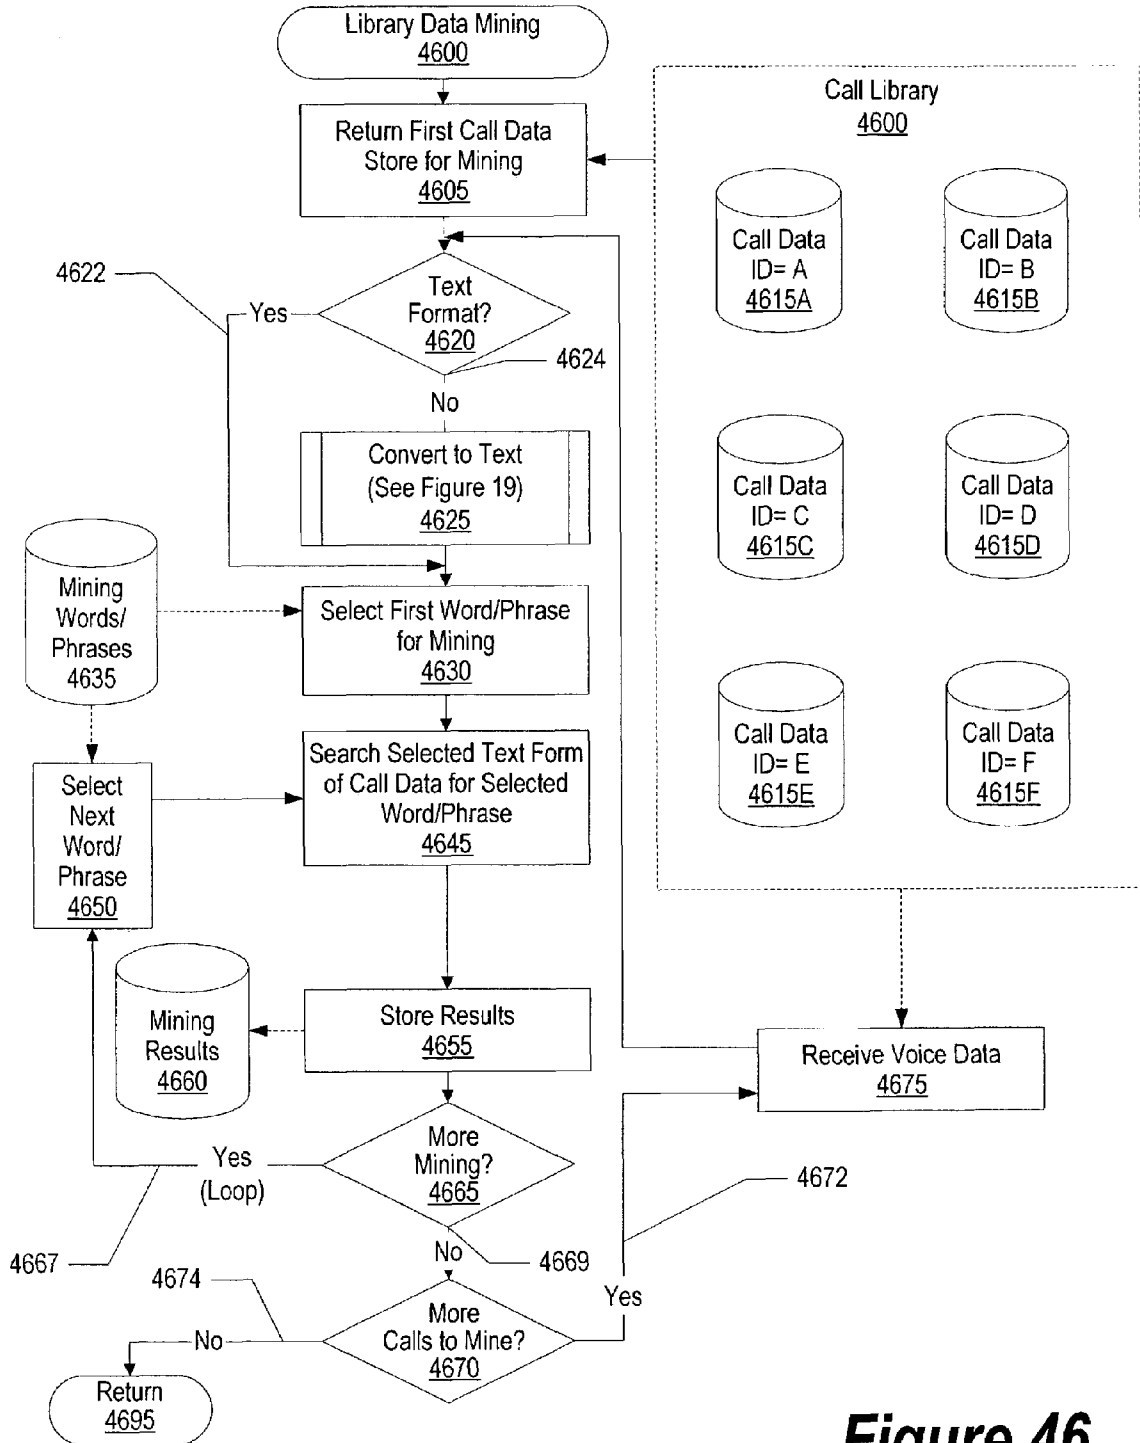 Library Data Mining
4600
Return First Call Data
Store for Mining
4605
Call Library
4600
Call Data
ID= A
4615A
Call Data
ID= B
4615B
4622
Yes
Text
Format?
4620
4624
No
Convert to Text
(See Figure 19)
4625
Call Data
ID= C
4615C
Call Data
ID= D
4615D
Mining
Words/
Phrases
4635
Select First Word/Phrase
for Mining
4630
Search Selected Text Form
of Call Data for Selected
Word/Phrase
4645
Call Data
ID= E
4615E
Call Data
ID= F
4615F
Select
Next
Word/
Phrase
4650
Mining
Results
4660
Store Results
4655
Receive Voice Data
4675
Yes
(Loop)
More
Mining?
4665
4672
4667
No
4669
4674
Yes
More
Calls to Mine?
4670
No
Return
4695
Figure 46